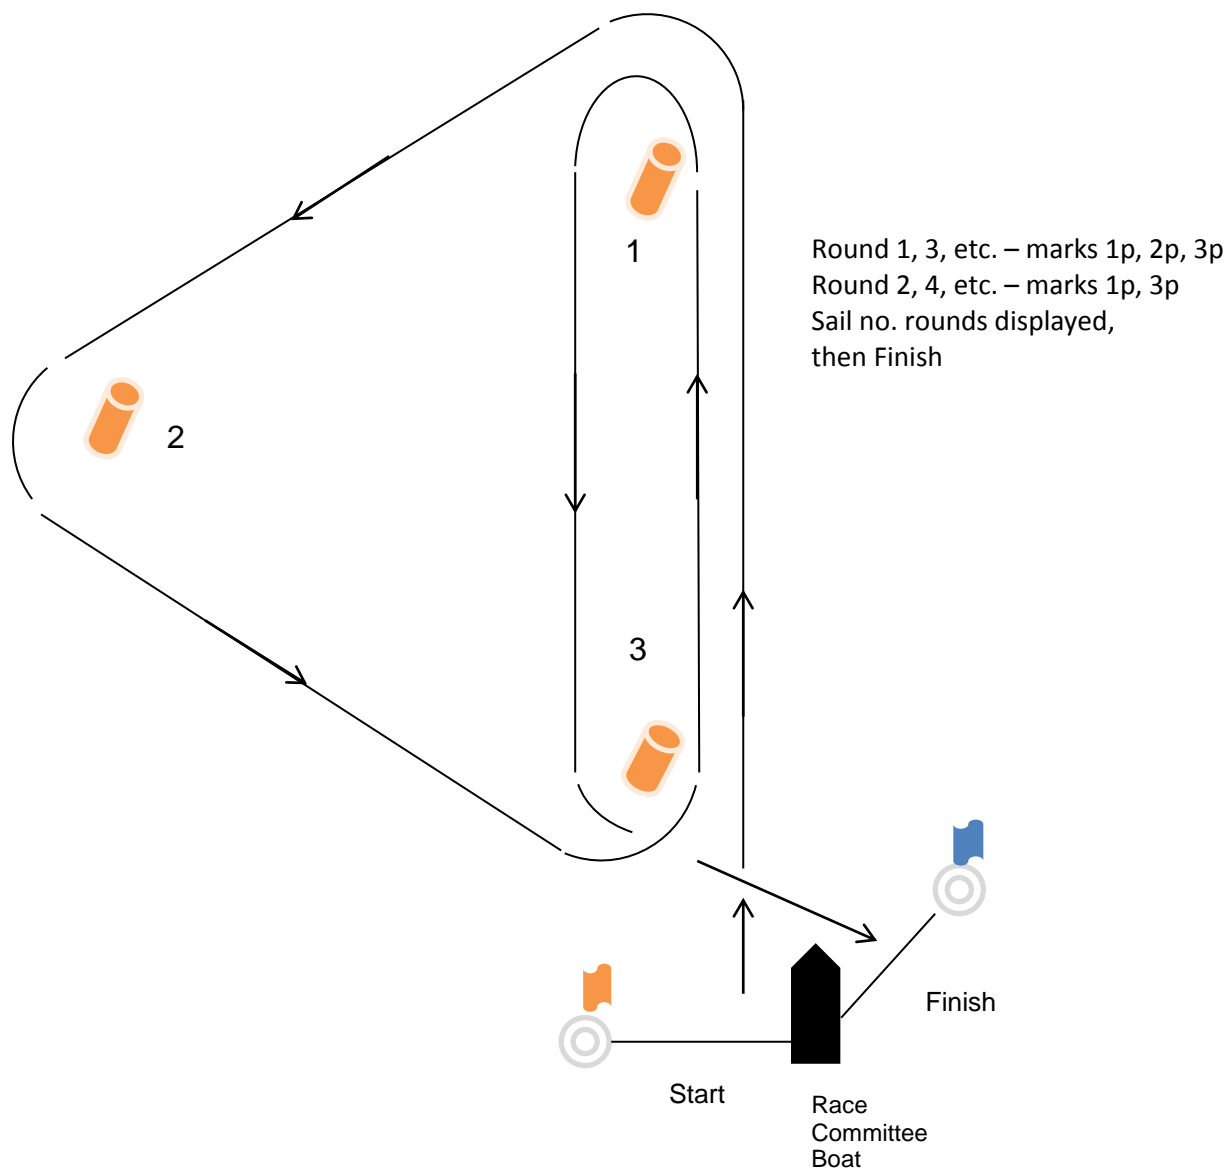 1
Round 1, 3, etc. – marks 1p, 2p, 3p
Round 2, 4, etc. – marks 1p, 3p
Sail no. rounds displayed,
then Finish
2
3
Finish
Start
Race
Committee
Boat